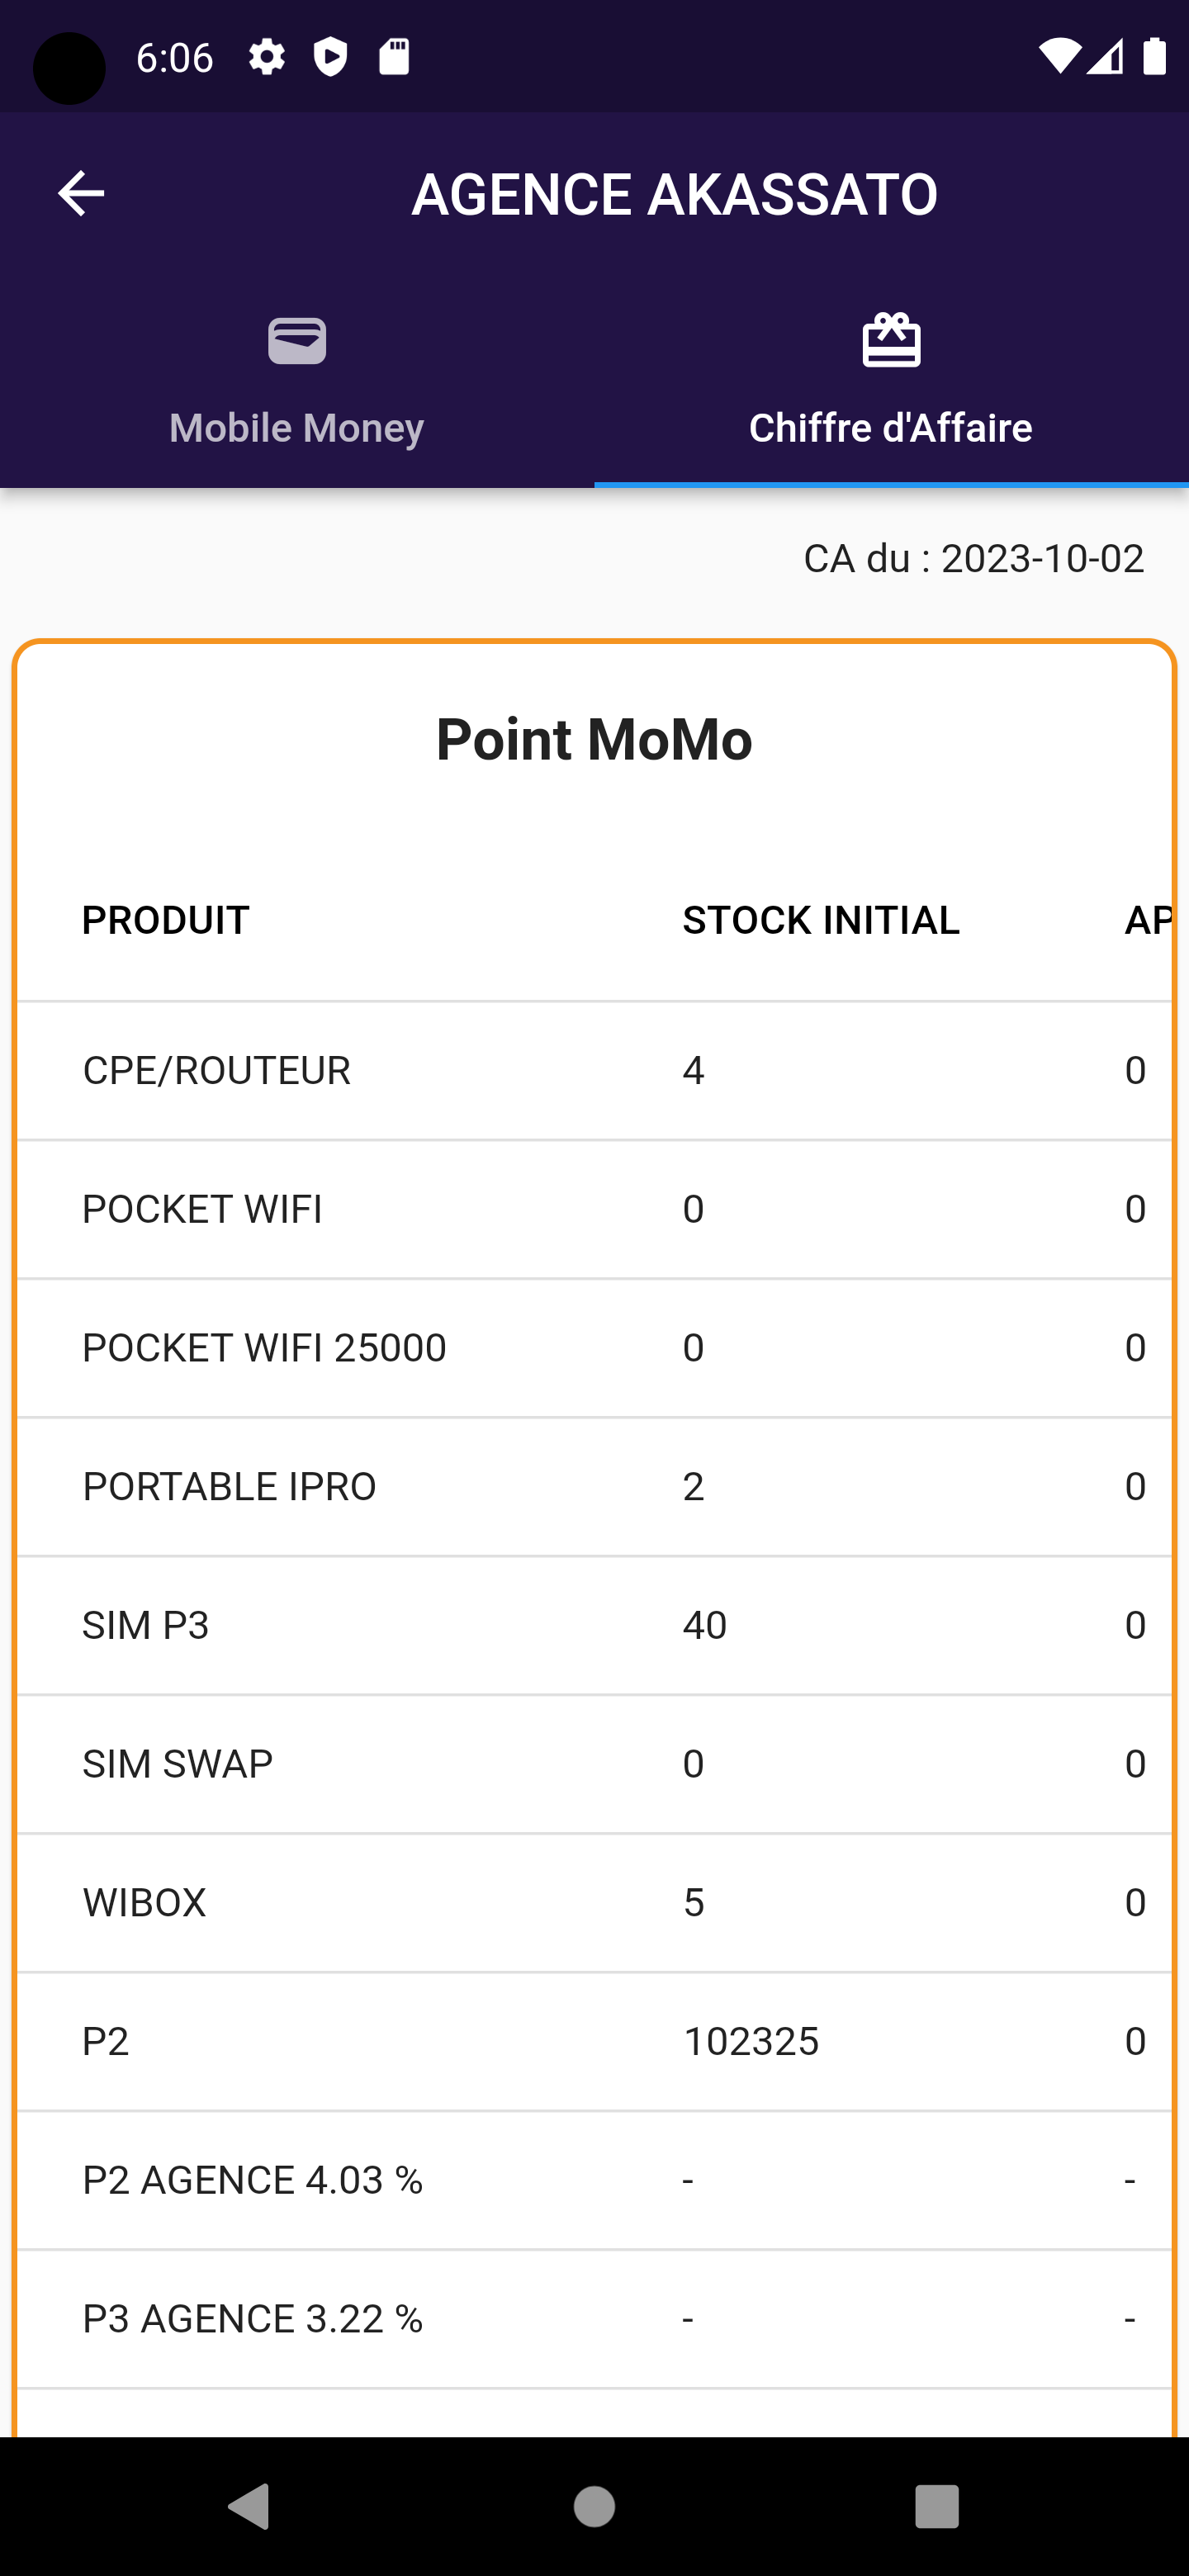 6:06
AGENCE AKASSATO
Mobile Money
Chiffre d'Affaire
CA du : 2023-10-02
Point MoMo
PRODUIT STOCK INITIAL AP
CPE/ROUTEUR 4 0
POCKET WIFI 0 0
POCKET WIFI 25000 0 0
PORTABLE IPRO 2 0
SIM P3 40 0
SIM SWAP 0 0
WIBOX 5 0
P2 102325 0
P2 AGENCE 4.03 % - -
P3 AGENCE 3.22 % - -